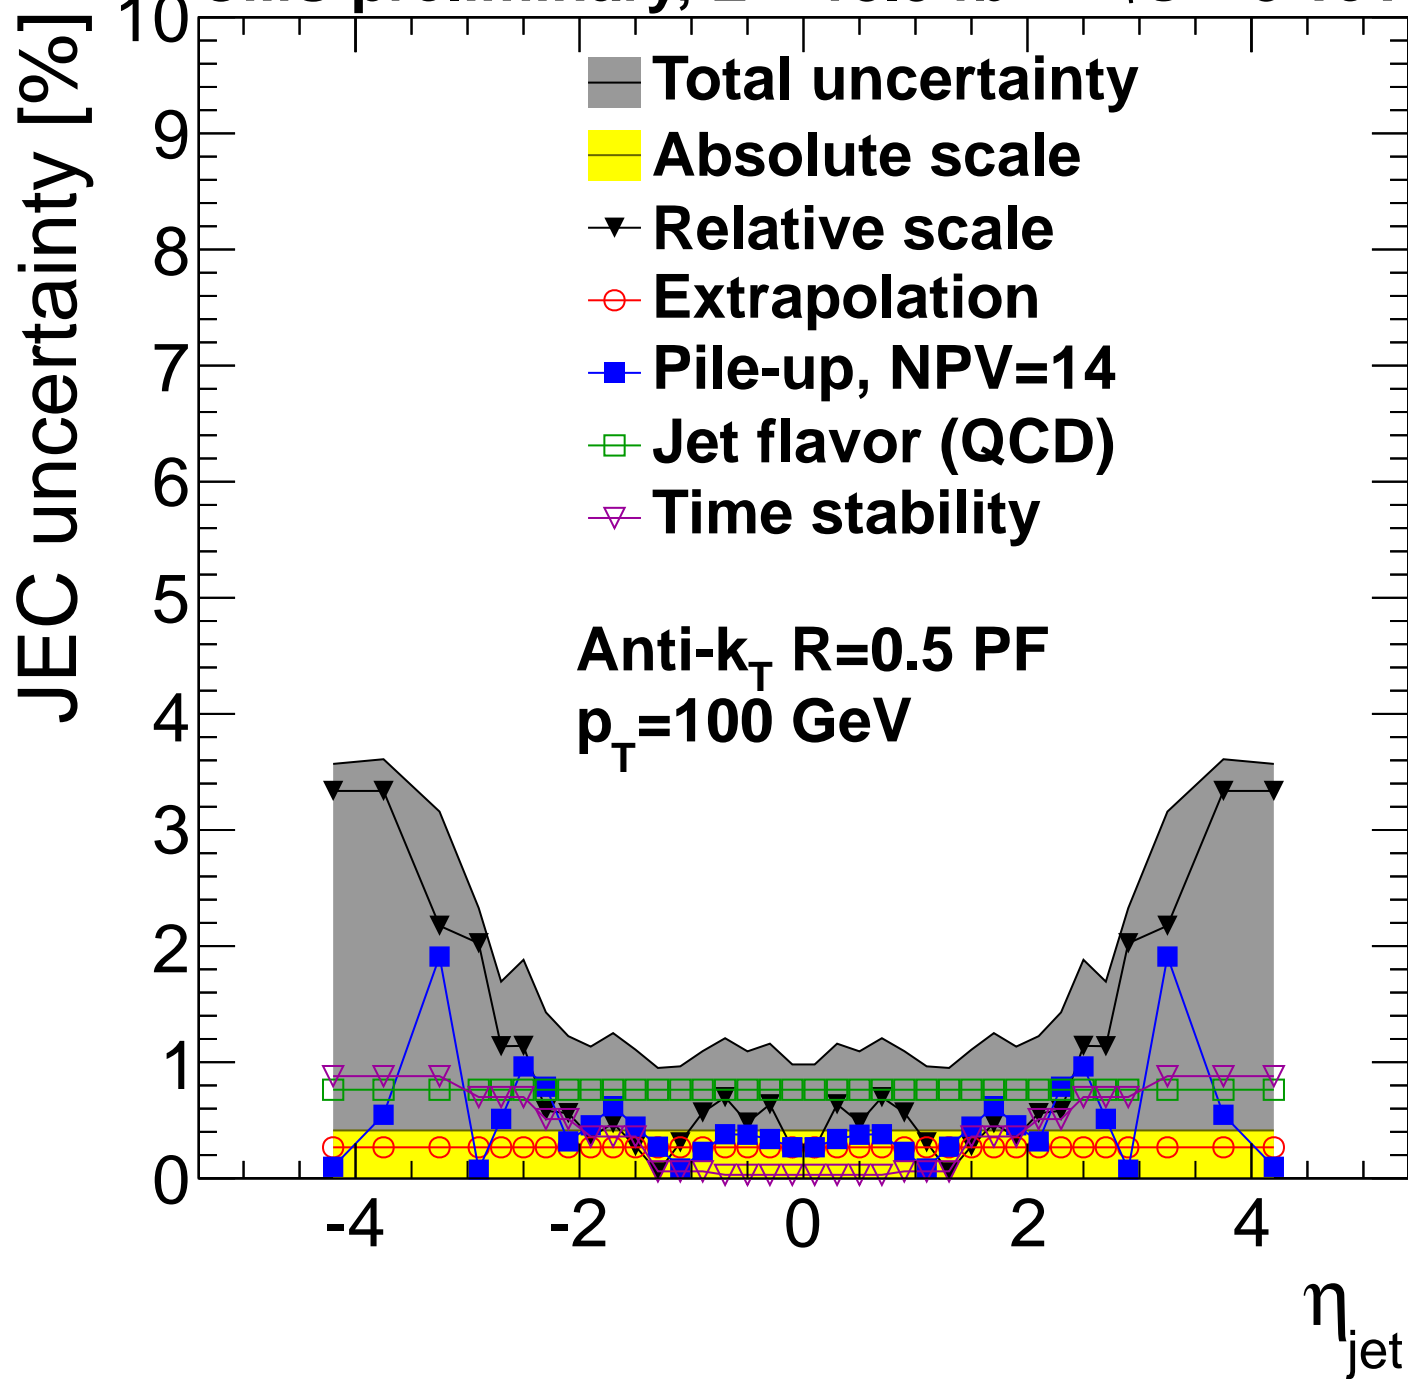 10
9
8
7
6
5
4
3
2
1
0
JEC uncertainty [%]
Total uncertainty
Absolute scale
Relative scale
Extrapolation
Pile-up, NPV=14
Jet flavor (QCD)
Time stability
Anti-kT R=0.5 PF
pT=100 GeV
-4 -2 0 2 4
ηjet